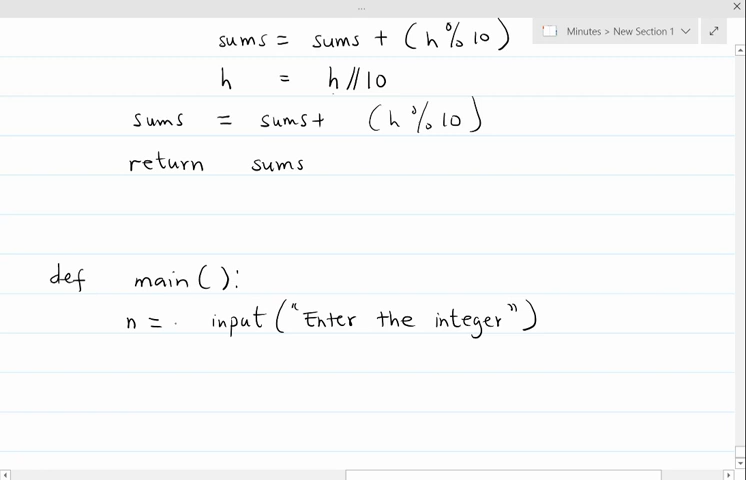 ...
sums = sums + (h%10)
Minutes > New Section 1
h = h//10
sums = sums + (h%10)
return sums
def main():
n = input("Enter the integer")